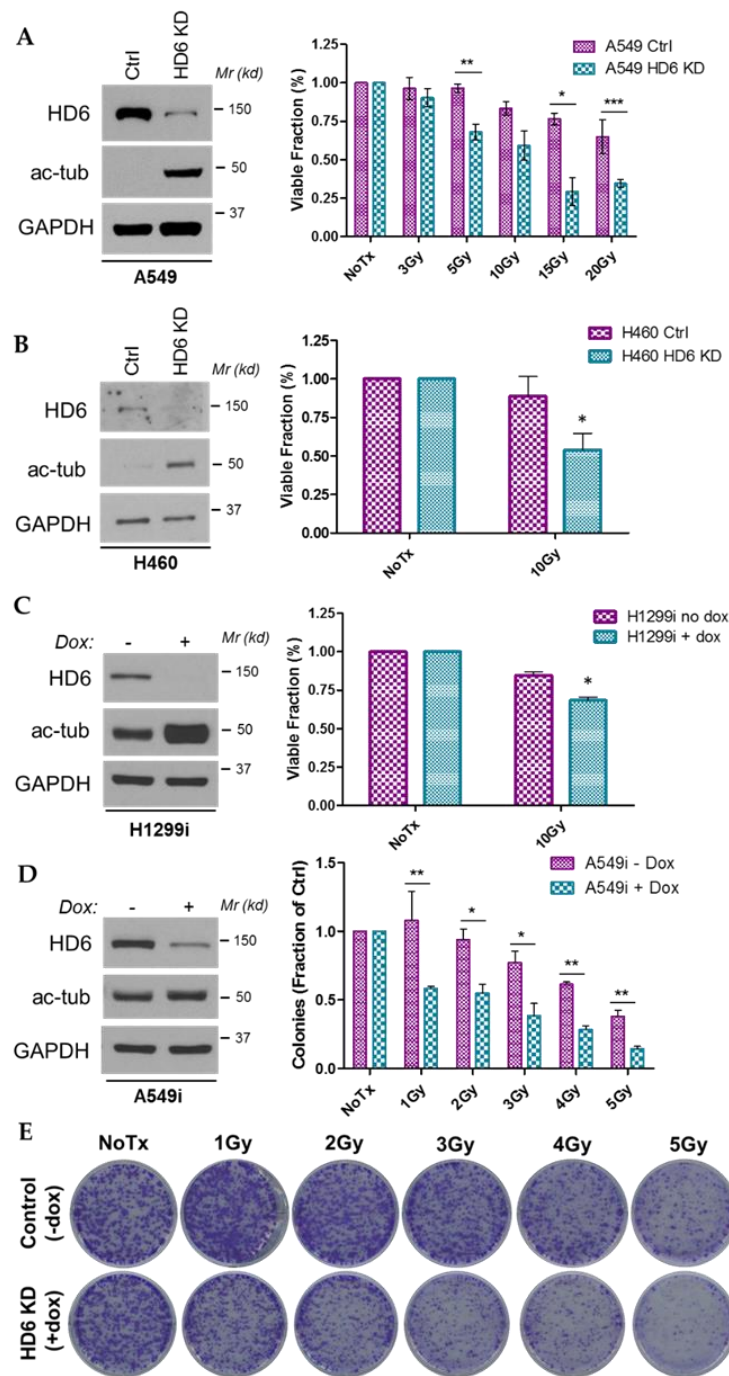 A
Ctrl
HD6 KD
Mr (kd)
HD6
150
ac-tub
50
37
GAPDH
A549
Viable Fraction (%)
1.25
1.00
0.75
0.50
0.25
0.00
A549 Ctrl
A549 HD6 KD
**
*
***
NoTx
3Gy
5Gy
10Gy
15Gy
20Gy
B
Ctrl
HD6 KD
Mr (kd)
HD6
150
ac-tub
50
37
GAPDH
H460
Viable Fraction (%)
1.25
1.00
0.75
0.50
0.25
0.00
H460 Ctrl
H460 HD6 KD
*
NoTx
10Gy
C
Dox: - + Mr (kd)
HD6
150
ac-tub
50
37
GAPDH
H1299i
Viable Fraction (%)
1.25
1.00
0.75
0.50
0.25
0.00
H1299i no dox
H1299i + dox
*
NoTx
10Gy
D
Dox: - + Mr (kd)
HD6
150
ac-tub
50
37
GAPDH
A549i
Colonies (Fraction of Ctrl)
1.5
1.0
0.5
0.0
A549i - Dox
A549i + Dox
**
*
*
**
**
NoTx
1Gy
2Gy
3Gy
4Gy
5Gy
E
NoTx 1Gy 2Gy 3Gy 4Gy 5Gy
Control
(-dox)
HD6 KD
(+dox)